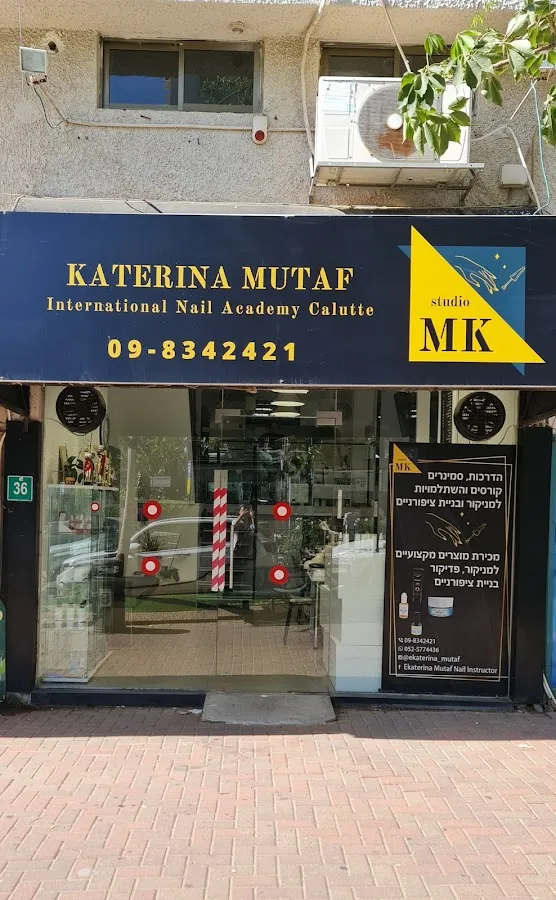 KATERINA MUTAF
International Nail Academy Calutte
09-8342421
studio
MK
36
MK
הדרכות, סמינרים
קורסים והשתלמויות
למניקור ובניית ציפורניים
מכירת מוצרים מקצועיים
למניקור, פדיקור
בניית ציפורניים
09-8342421
052-5774436
@ekaterina_mutaf
Ekaterina Mutaf Nail Instructor